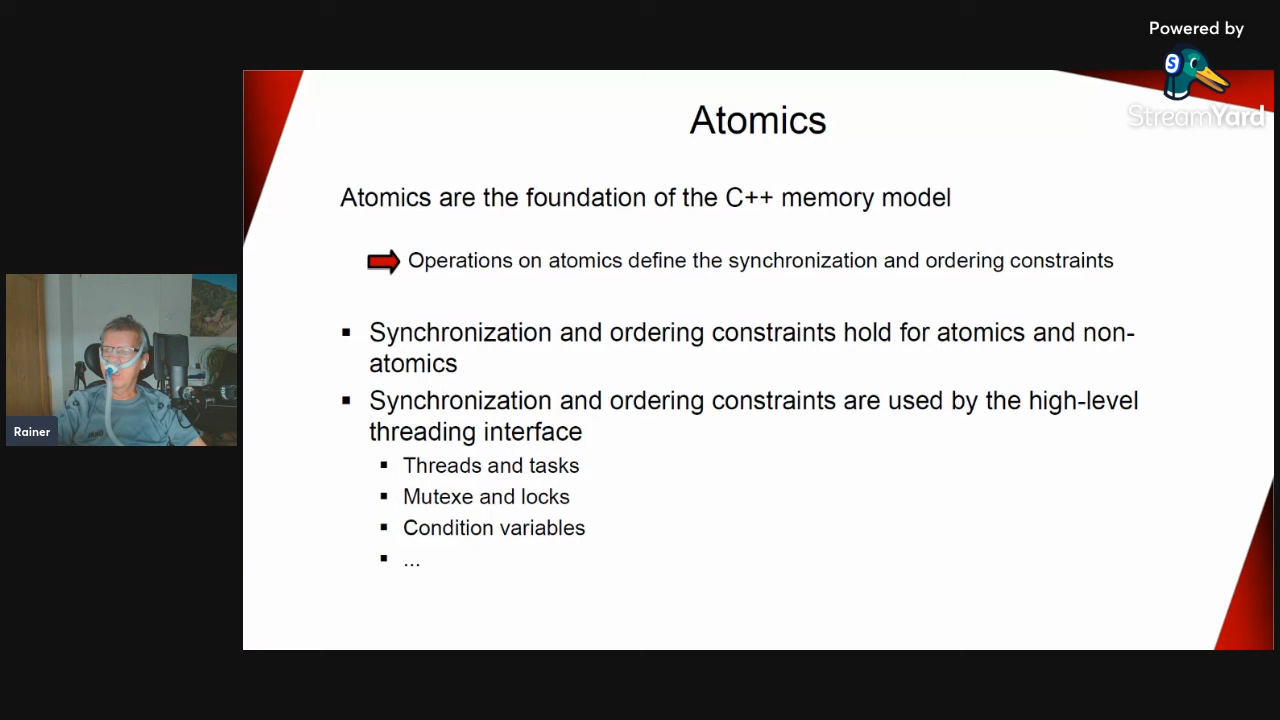 Powered by
S
StreamYard
Atomics
Atomics are the foundation of the C++ memory model
Operations on atomics define the synchronization and ordering constraints
▪ Synchronization and ordering constraints hold for atomics and non-
atomics
▪ Synchronization and ordering constraints are used by the high-level
threading interface
▪ Threads and tasks
▪ Mutexe and locks
▪ Condition variables
▪ ...
Rainer